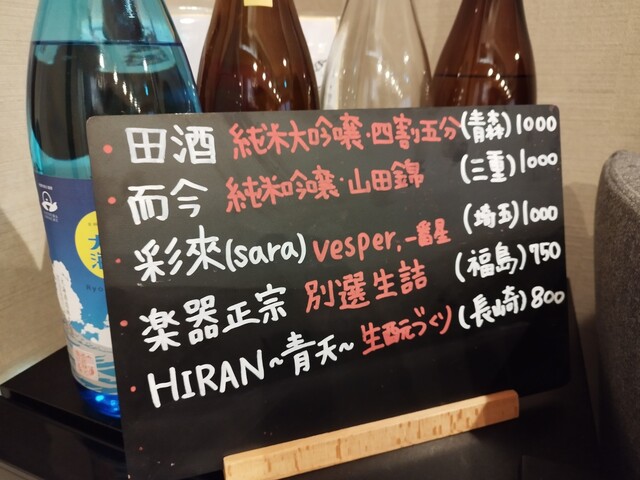 ・田酒 純米大吟醸・四割五分(青森)1000
・而今 純米吟醸・山田錦 (三重)1000
・彩來(sara) vesper,一番星 (埼玉)1000
・楽器正宗 別選生詰 (福島)750
・HIRAN~青天~ 生酛づくり(長崎)800